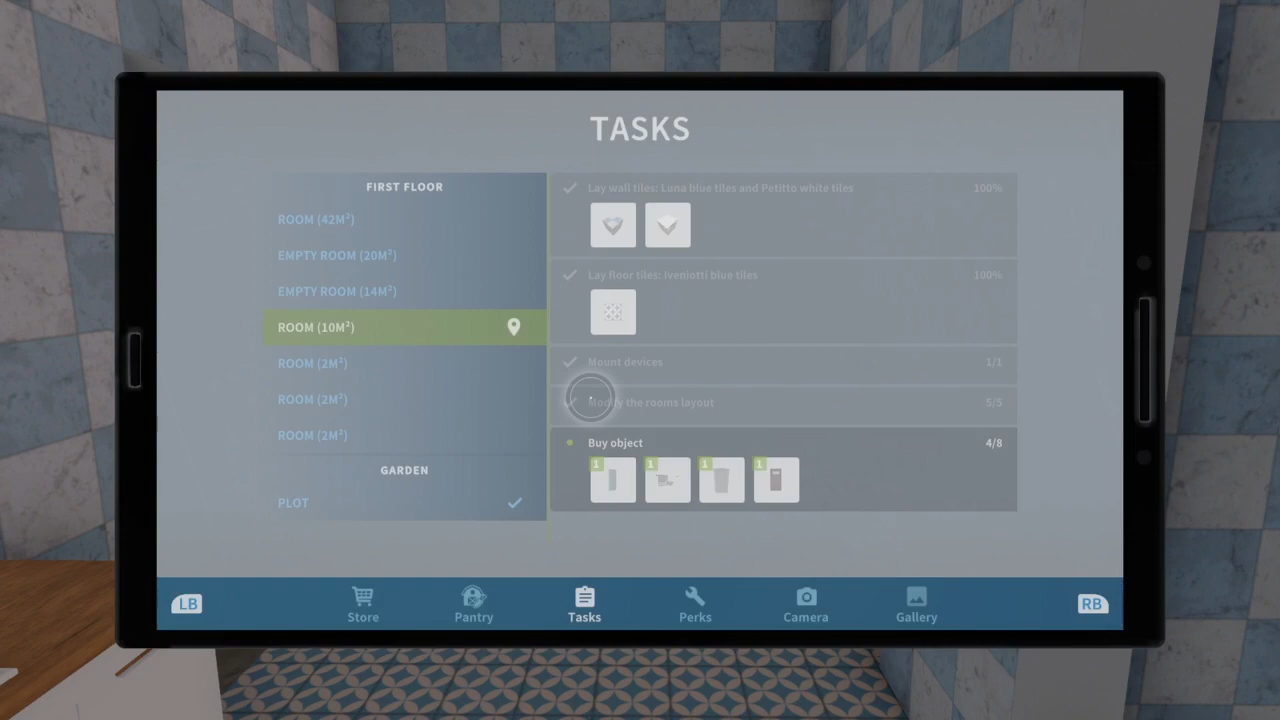 TASKS
FIRST FLOOR
ROOM (42M²)
EMPTY ROOM (20M²)
EMPTY ROOM (14M²)
ROOM (10M²)
ROOM (2M²)
ROOM (2M²)
ROOM (2M²)
GARDEN
PLOT
Lay wall tiles: Luna blue tiles and Petitto white tiles 100%
Lay floor tiles: Iveniotti blue tiles 100%
Mount devices 1/1
Modify the rooms layout 5/5
Buy object 4/8
1 1 1 1
LB Store Pantry Tasks Perks Camera Gallery RB